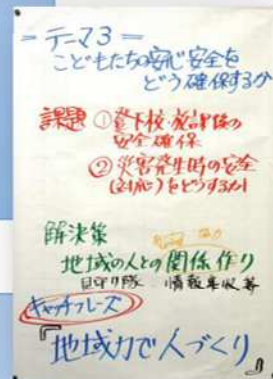 =テーマ3=
こどもたちの安心安全を
どう確保するか
課題 ①登下校・放課後の
安全確保
②災害発生時の安全
(対応)をどうするか
解決策
協力
地域の人との関係作り
見守り隊 情報集収等
キャッチフレーズ
『地域力で人づくり』